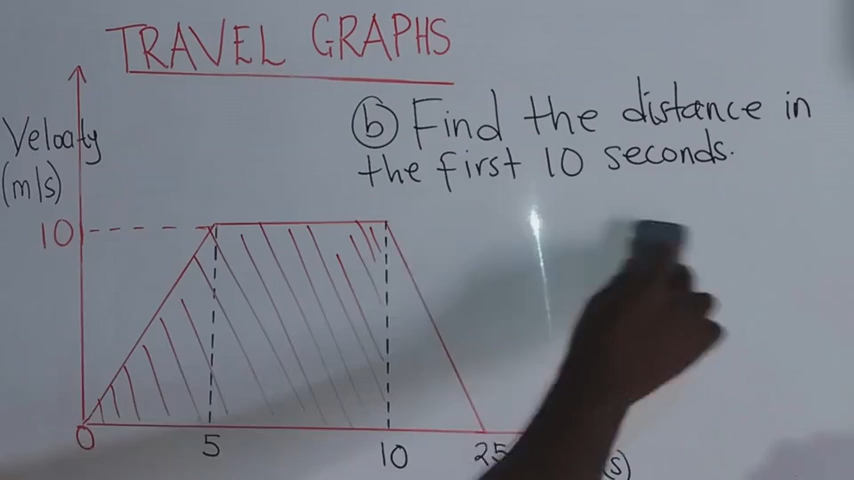 TRAVEL GRAPHS
Velocity
(m/s)
ⓑ Find the distance in
the first 10 seconds.
10
0
5
10
25
(s)